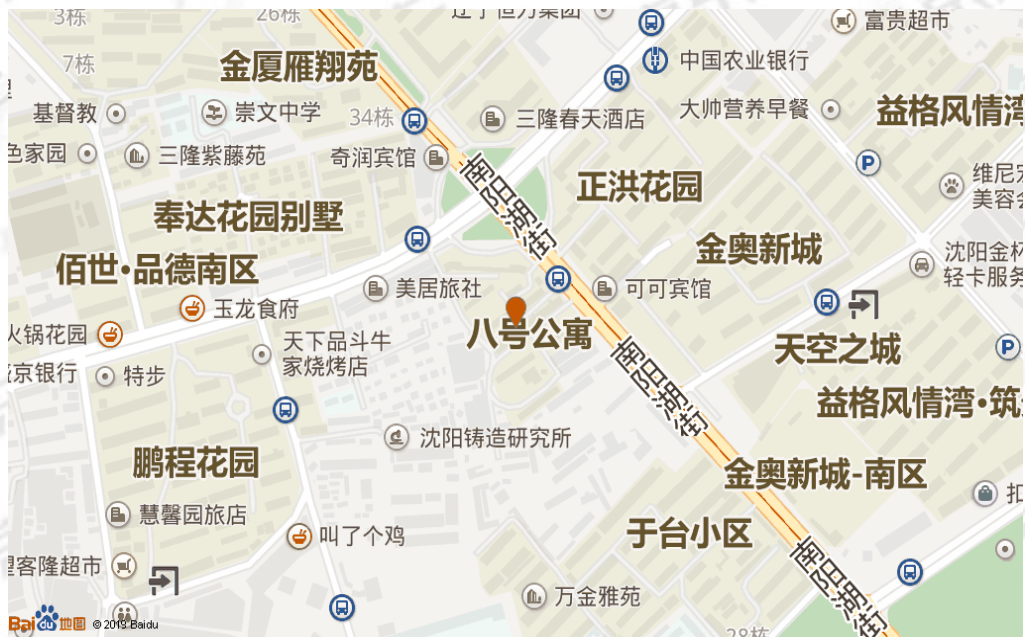 3栋
26栋
富贵超市
金厦雁翔苑
7栋
中国农业银行
基督教
崇文中学
34栋
三隆春天酒店
大帅营养早餐
益格风情湾
色家园
三隆紫藤苑
奇润宾馆
南阳湖街
正洪花园
维尼宠
美容会
奉达花园别墅
金奥新城
沈阳金杯
轻卡服务
佰世·品德南区
美居旅社
可可宾馆
玉龙食府
火锅花园
天下品斗牛
家烧烤店
八号公寓
南阳湖街
天空之城
京银行
特步
益格风情湾·筑
沈阳铸造研究所
鹏程花园
金奥新城-南区
慧馨园旅店
扣
叫了个鸡
于台小区
客隆超市
南阳湖街
万金雅苑
28栋
Bai du 地图 © 2019 Baidu